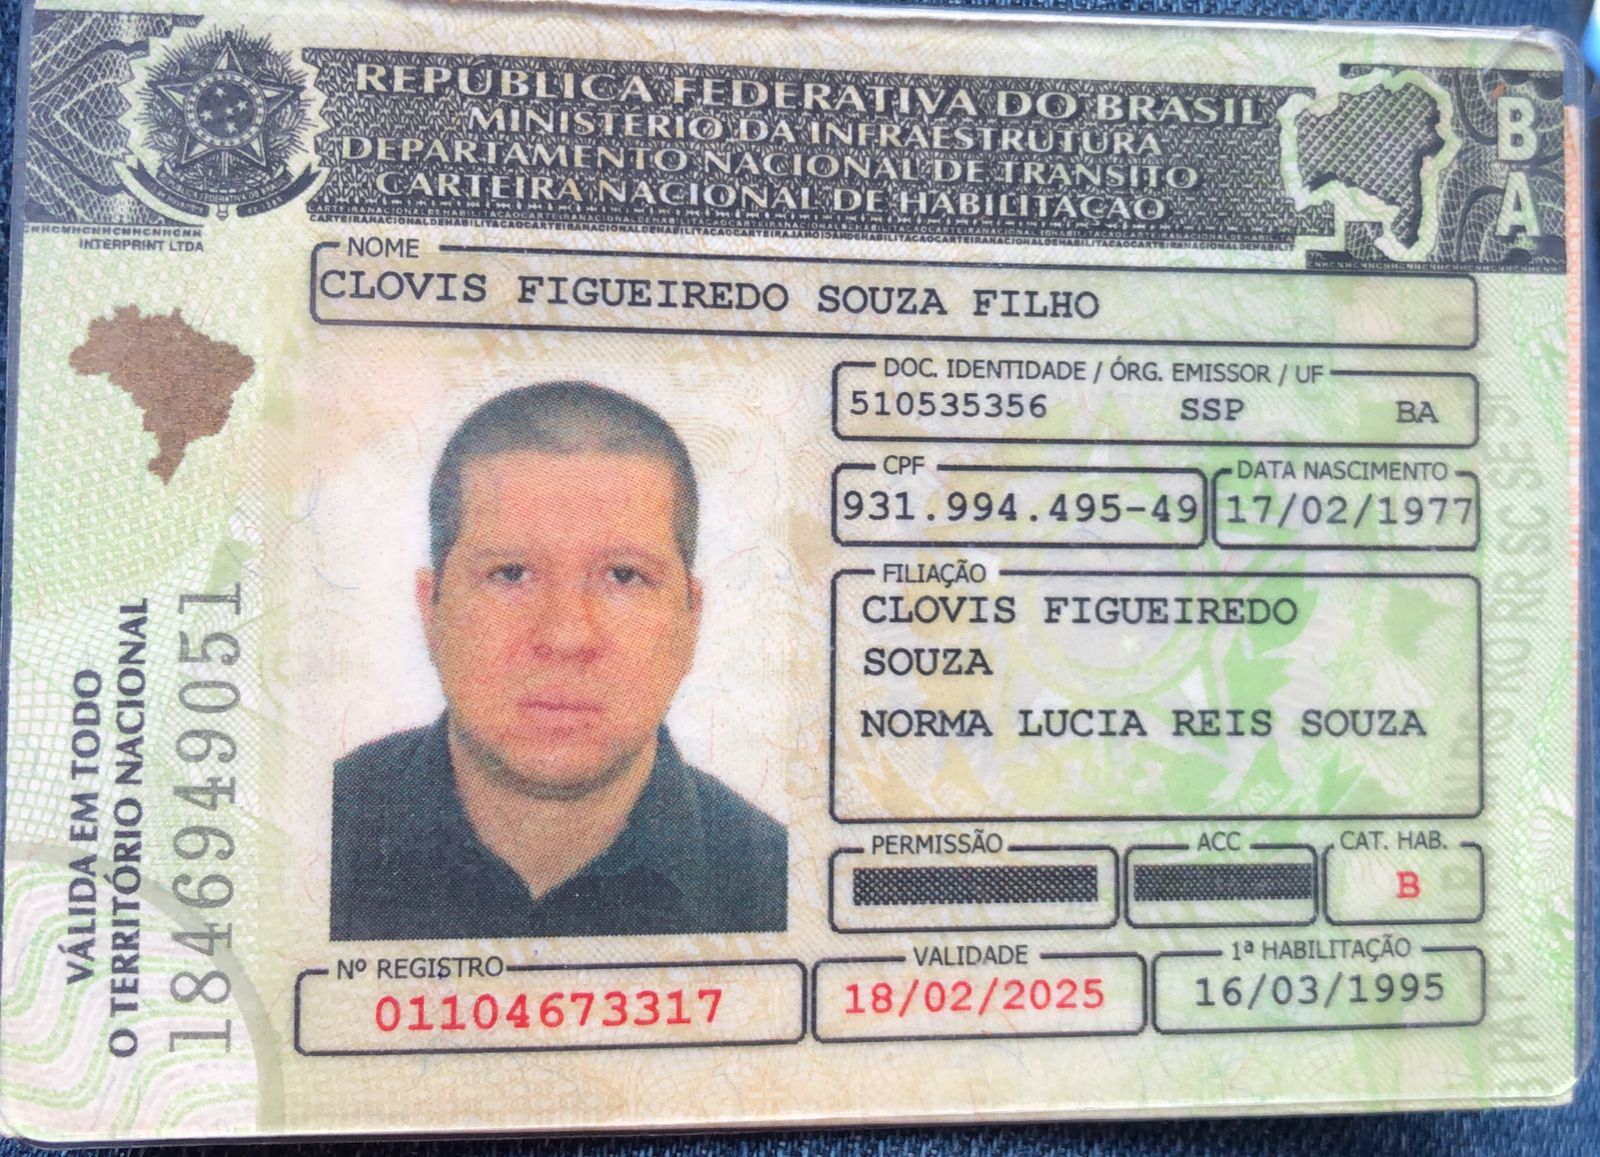 REPÚBLICA FEDERATIVA DO BRASIL
MINISTÉRIO DA INFRAESTRUTURA
DEPARTAMENTO NACIONAL DE TRÂNSITO
CARTEIRA NACIONAL DE HABILITAÇÃO
BA
INTERPRINT LTDA
NOME
CLOVIS FIGUEIREDO SOUZA FILHO
DOC. IDENTIDADE / ÓRG. EMISSOR / UF
510535356 SSP BA
CPF
931.994.495-49
DATA NASCIMENTO
17/02/1977
FILIAÇÃO
CLOVIS FIGUEIREDO
SOUZA
NORMA LUCIA REIS SOUZA
PERMISSÃO
ACC
CAT. HAB.
B
Nº REGISTRO
01104673317
VALIDADE
18/02/2025
1ª HABILITAÇÃO
16/03/1995
VÁLIDA EM TODO
O TERRITÓRIO NACIONAL
1846949051